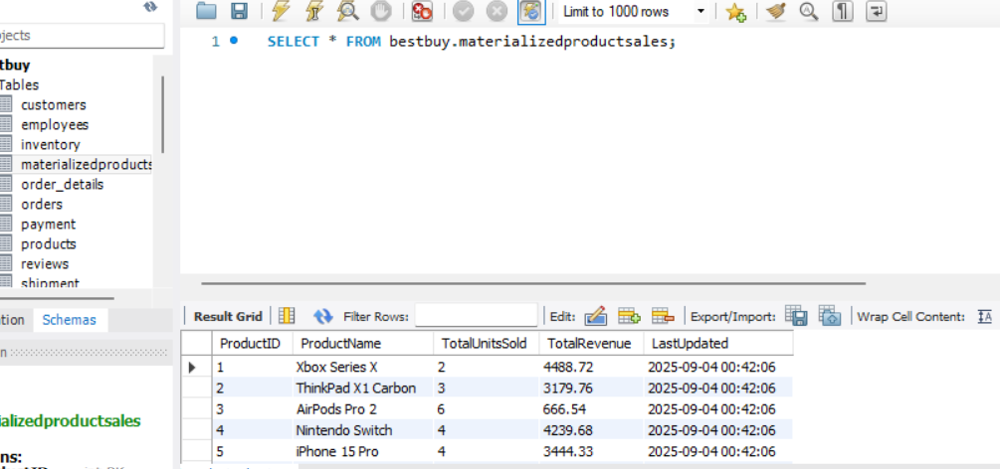 Limit to 1000 rows
jects
1 SELECT * FROM bestbuy.materializedproductsales;
tbuy
Tables
customers
employees
inventory
materializedproducts
order_details
orders
payment
products
reviews
shipment
tion Schemas
n
ializedproductsales
ns:
Result Grid Filter Rows: Edit: Export/Import: Wrap Cell Content:
ProductID ProductName TotalUnitsSold TotalRevenue LastUpdated
1 Xbox Series X 2 4488.72 2025-09-04 00:42:06
2 ThinkPad X1 Carbon 3 3179.76 2025-09-04 00:42:06
3 AirPods Pro 2 6 666.54 2025-09-04 00:42:06
4 Nintendo Switch 4 4239.68 2025-09-04 00:42:06
5 iPhone 15 Pro 4 3444.33 2025-09-04 00:42:06